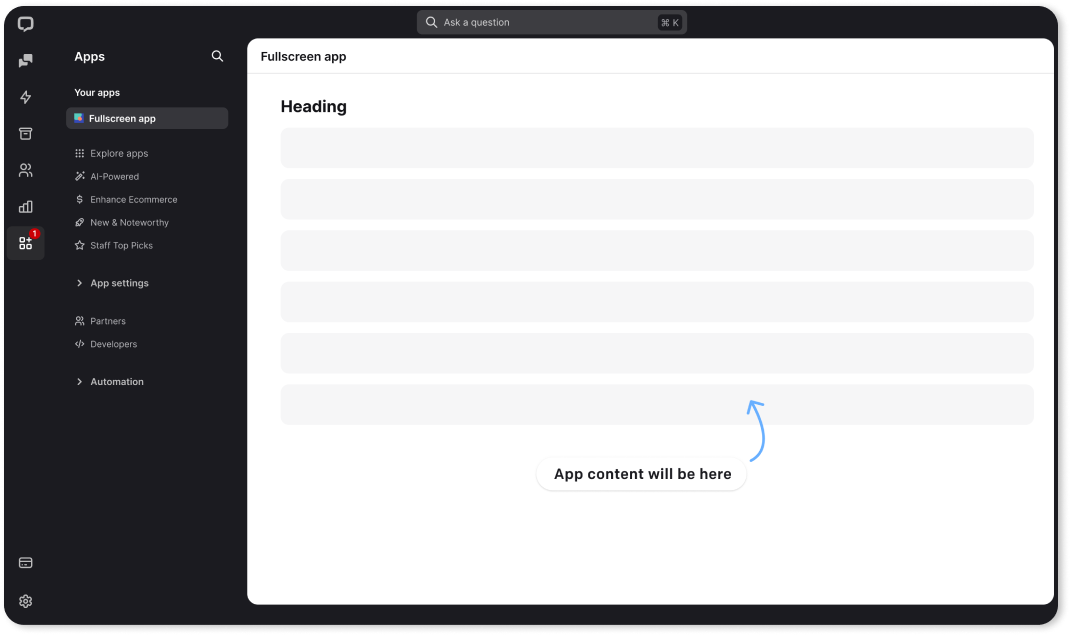 Ask a question
⌘ K
Apps
Your apps
Fullscreen app
Explore apps
AI-Powered
Enhance Ecommerce
New & Noteworthy
Staff Top Picks
App settings
Partners
Developers
Automation
1
Fullscreen app
Heading
App content will be here